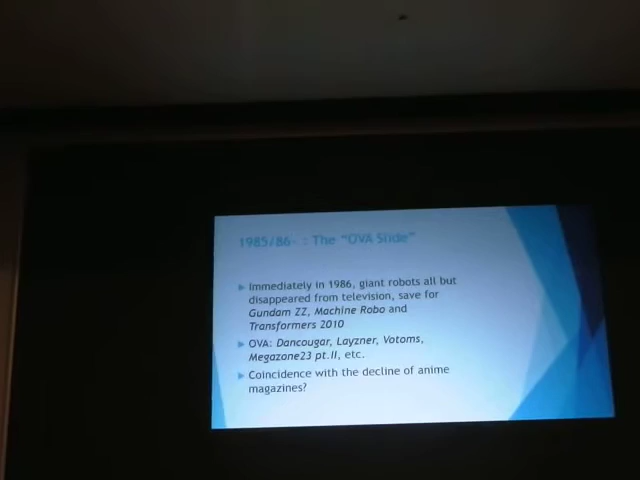 1985/86- : The "OVA Slide"
Immediately in 1986, giant robots all but
disappeared from television, save for
Gundam ZZ, Machine Robo and
Transformers 2010
OVA: Dancougar, Layzner, Votoms,
Megazone23 pt.II, etc.
Coincidence with the decline of anime
magazines?